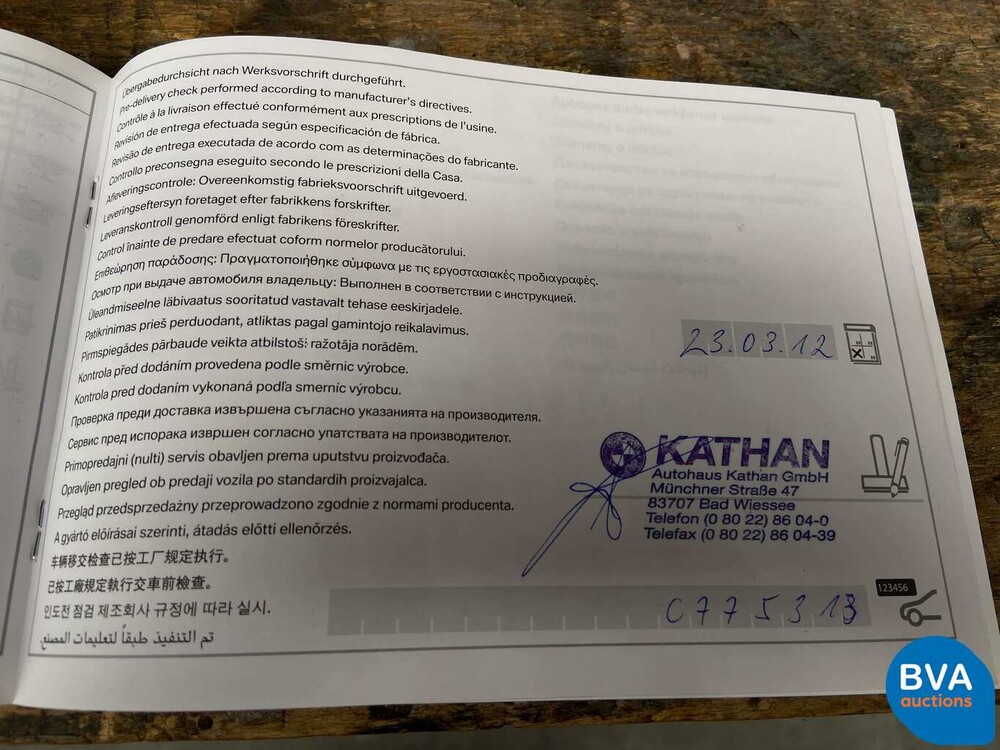 Übergabedurchsicht nach Werksvorschrift durchgeführt.
Pre-delivery check performed according to manufacturer's directives.
Contrôle à la livraison effectué conformément aux prescriptions de l'usine.
Revisión de entrega efectuada según especificación de fábrica.
Revisão de entrega executada de acordo com as determinações do fabricante.
Controllo preconsegna eseguito secondo le prescrizioni della Casa.
Afleveringscontrole: Overeenkomstig fabrieksvoorschrift uitgevoerd.
Leveringseftersyn foretaget efter fabrikkens forskrifter.
Leveranskontroll genomförd enligt fabrikens föreskrifter.
Control înainte de predare efectuat coform normelor producătorului.
Επιθεώρηση παράδοσης: Πραγματοποιήθηκε σύμφωνα με τις εργοστασιακές προδιαγραφές.
Осмотр при выдаче автомобиля владельцу: Выполнен в соответствии с инструкцией.
Üleandmiseelne läbivaatus sooritatud vastavalt tehase eeskirjadele.
Patikrinimas prieš perduodant, atliktas pagal gamintojo reikalavimus.
Pirmspiegādes pārbaude veikta atbilstoš: ražotāja norādēm.
Kontrola před dodáním provedena podle směrnic výrobce.
Kontrola pred dodaním vykonaná podľa smerníc výrobcu.
Проверка преди доставка извършена съгласно указанията на производителя.
Сервис пред испорака извршен согласно упатствата на производителот.
Primopredajni (nulti) servis obavljen prema uputstvu proizvođača.
Opravljen pregled ob predaji vozila po standardih proizvajalca.
Przegląd przedsprzedażny przeprowadzono zgodnie z normami producenta.
A gyártó előírásai szerinti, átadás előtti ellenőrzés.
车辆移交检查已按工厂规定执行。
已按工廠規定執行交車前檢查。
인도전 점검 제조회사 규정에 따라 실시.
تم التنفيذ طبقاً لتعليمات المصنع.
23.03.12
KATHAN
Autohaus Kathan GmbH
Münchner Straße 47
83707 Bad Wiessee
Telefon (0 80 22) 86 04-0
Telefax (0 80 22) 86 04-39
123456
C775313
BVA
auctions